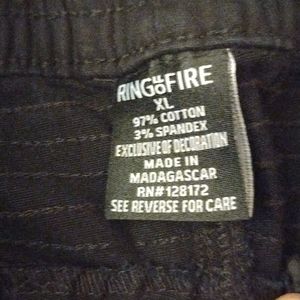 RING OF FIRE
XL
97% COTTON
3% SPANDEX
EXCLUSIVE OF DECORATION
MADE IN
MADAGASCAR
RN#128172
SEE REVERSE FOR CARE